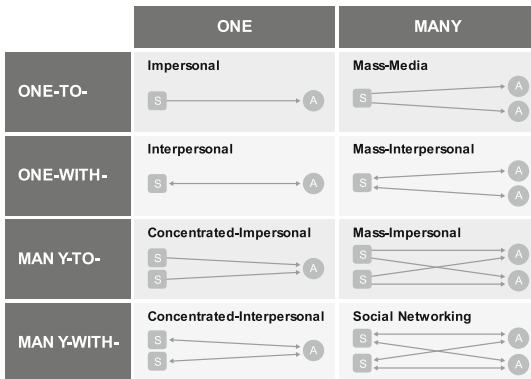 ONE MANY
ONE-TO-
Impersonal
S A
Mass-Media
S A
A
ONE-WITH-
Interpersonal
S A
Mass-Interpersonal
S A
A
MAN Y-TO-
Concentrated-Impersonal
S A
S
Mass-Impersonal
S A
S A
MAN Y-WITH-
Concentrated-Interpersonal
S A
S
Social Networking
S A
S A